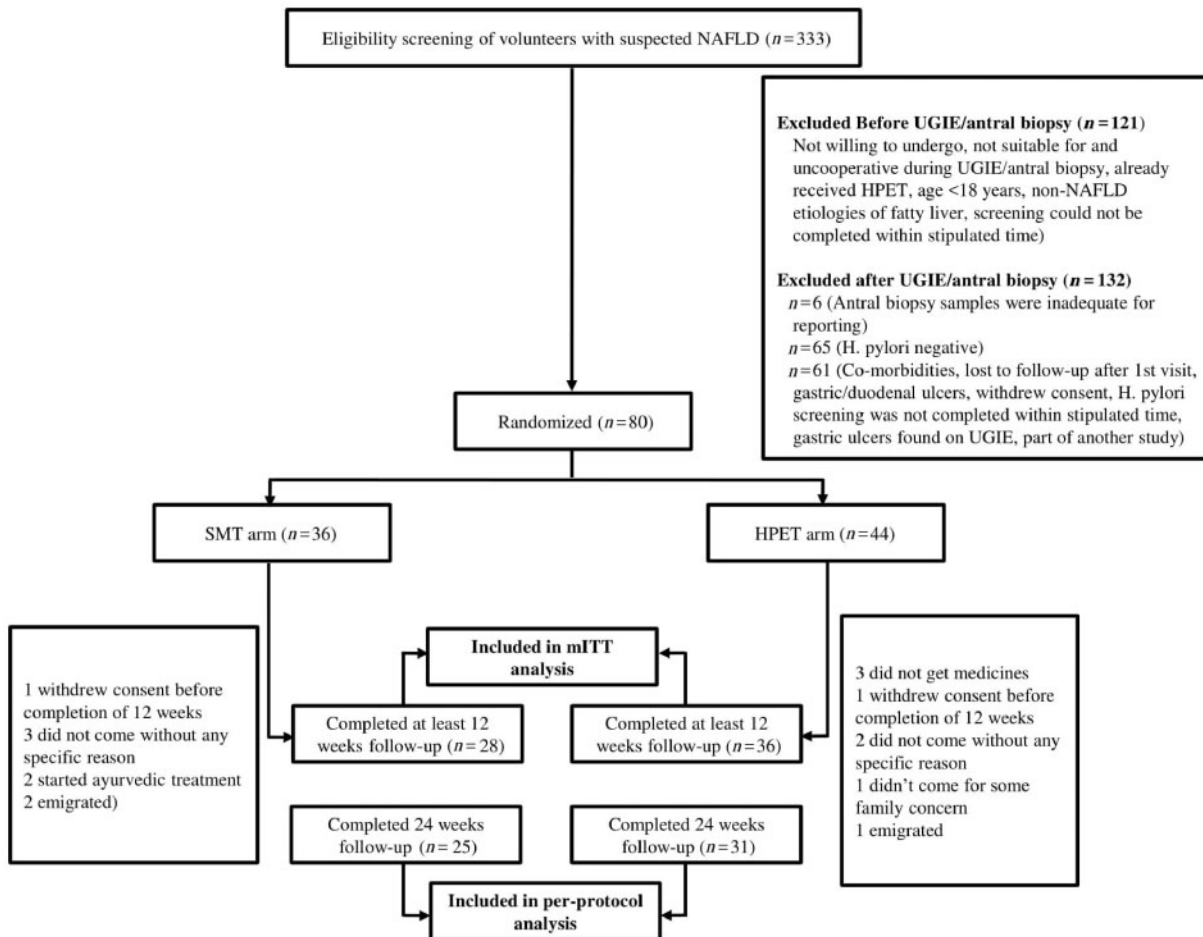 Eligibility screening of volunteers with suspected NAFLD (n=333)
Excluded Before UGIE/antral biopsy (n=121)
Not willing to undergo, not suitable for and
uncooperative during UGIE/antral biopsy, already
received HPET, age <18 years, non-NAFLD
etiologies of fatty liver, screening could not be
completed within stipulated time)
Excluded after UGIE/antral biopsy (n=132)
n=6 (Antral biopsy samples were inadequate for
reporting)
n=65 (H. pylori negative)
n=61 (Co-morbidities, lost to follow-up after 1st visit,
gastric/duodenal ulcers, withdrew consent, H. pylori
screening was not completed within stipulated time,
gastric ulcers found on UGIE, part of another study)
Randomized (n=80)
SMT arm (n=36)
HPET arm (n=44)
1 withdrew consent before
completion of 12 weeks
3 did not come without any
specific reason
2 started ayurvedic treatment
2 emigrated)
Included in mITT
analysis
Completed at least 12
weeks follow-up (n=28)
Completed at least 12
weeks follow-up (n=36)
3 did not get medicines
1 withdrew consent before
completion of 12 weeks
2 did not come without any
specific reason
1 didn't come for some
family concern
1 emigrated
Completed 24 weeks
follow-up (n=25)
Completed 24 weeks
follow-up (n=31)
Included in per-protocol
analysis